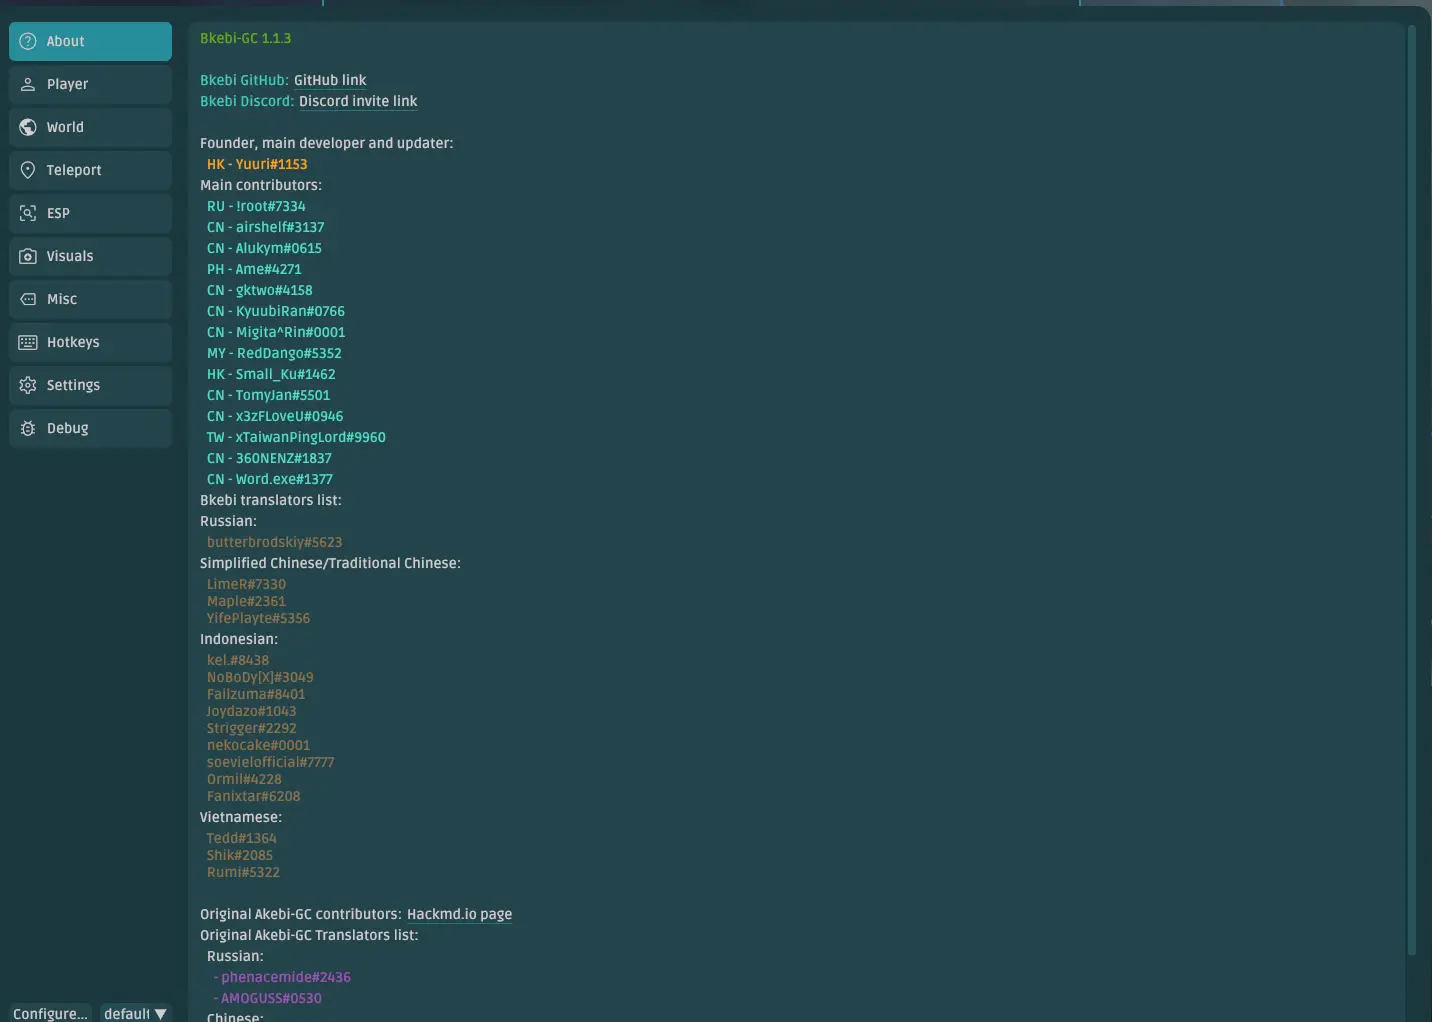 About
Player
World
Teleport
ESP
Visuals
Misc
Hotkeys
Settings
Debug
Configure...
default
Bkebi-GC 1.1.3
Bkebi GitHub: GitHub link
Bkebi Discord: Discord invite link
Founder, main developer and updater:
HK - Yuuri#1153
Main contributors:
RU - !root#7334
CN - airshelf#3137
CN - Alukym#0615
PH - Ame#4271
CN - gktwo#4158
CN - KyuubiRan#0766
CN - Migita^Rin#0001
MY - RedDango#5352
HK - Small_Ku#1462
CN - TomyJan#5501
CN - x3zFLoveU#0946
TW - xTaiwanPingLord#9960
CN - 360NENZ#1837
CN - Word.exe#1377
Bkebi translators list:
Russian:
butterbrodskiy#5623
Simplified Chinese/Traditional Chinese:
LimeR#7330
Maple#2361
YifePlayte#5356
Indonesian:
kel.#8438
NoBoDy[X]#3049
Failzuma#8401
Joydazo#1043
Strigger#2292
nekocake#0001
soevielofficial#7777
Ormil#4228
Fanixtar#6208
Vietnamese:
Tedd#1364
Shik#2085
Rumi#5322
Original Akebi-GC contributors: Hackmd.io page
Original Akebi-GC Translators list:
Russian:
- phenacemide#2436
- AMOGUSS#0530
Chinese: